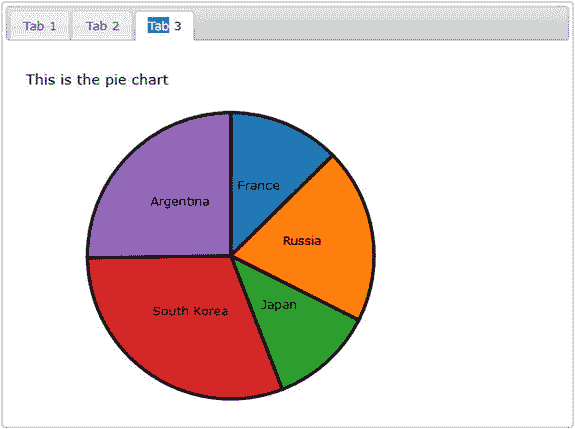 Tab 1 Tab 2 Tab 3
This is the pie chart
France
Argentina
Russia
Japan
South Korea